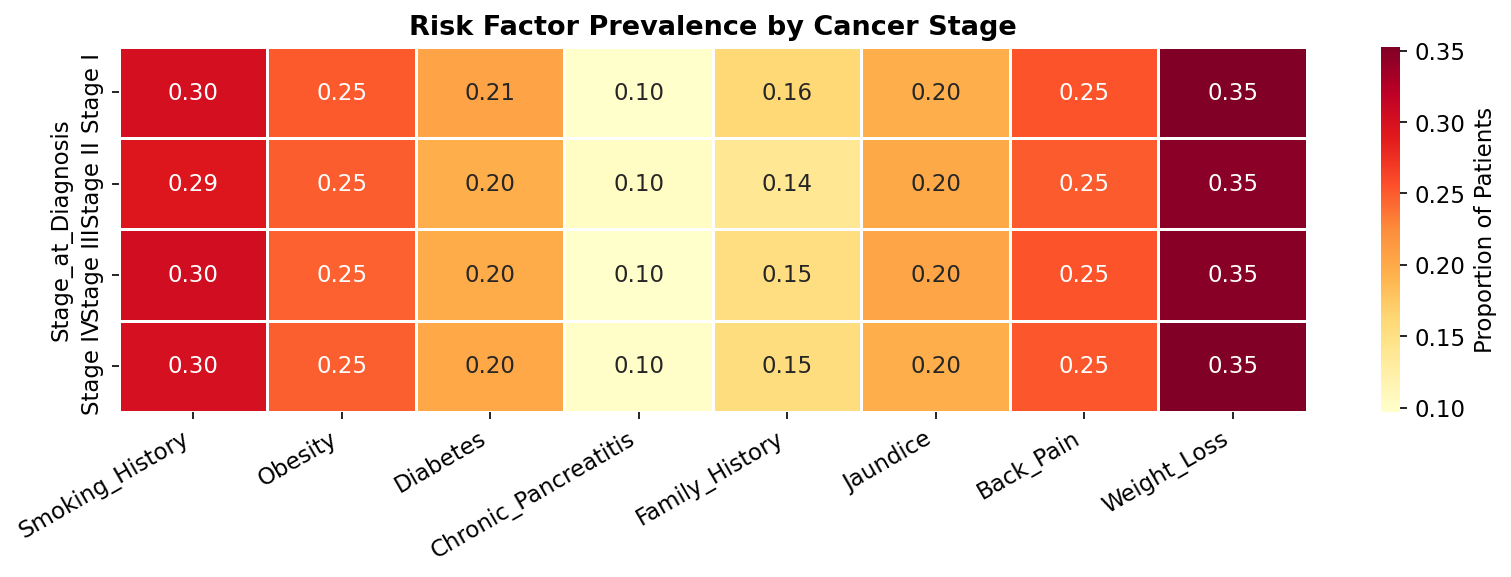 Risk Factor Prevalence by Cancer Stage
Stage_at_Diagnosis
Stage I
0.30 0.25 0.21 0.10 0.16 0.20 0.25 0.35
Stage II
0.29 0.25 0.20 0.10 0.14 0.20 0.25 0.35
Stage III
0.30 0.25 0.20 0.10 0.15 0.20 0.25 0.35
Stage IV
0.30 0.25 0.20 0.10 0.15 0.20 0.25 0.35
Smoking_History
Obesity
Diabetes
Chronic_Pancreatitis
Family_History
Jaundice
Back_Pain
Weight_Loss
0.35
0.30
0.25
0.20
0.15
0.10
Proportion of Patients